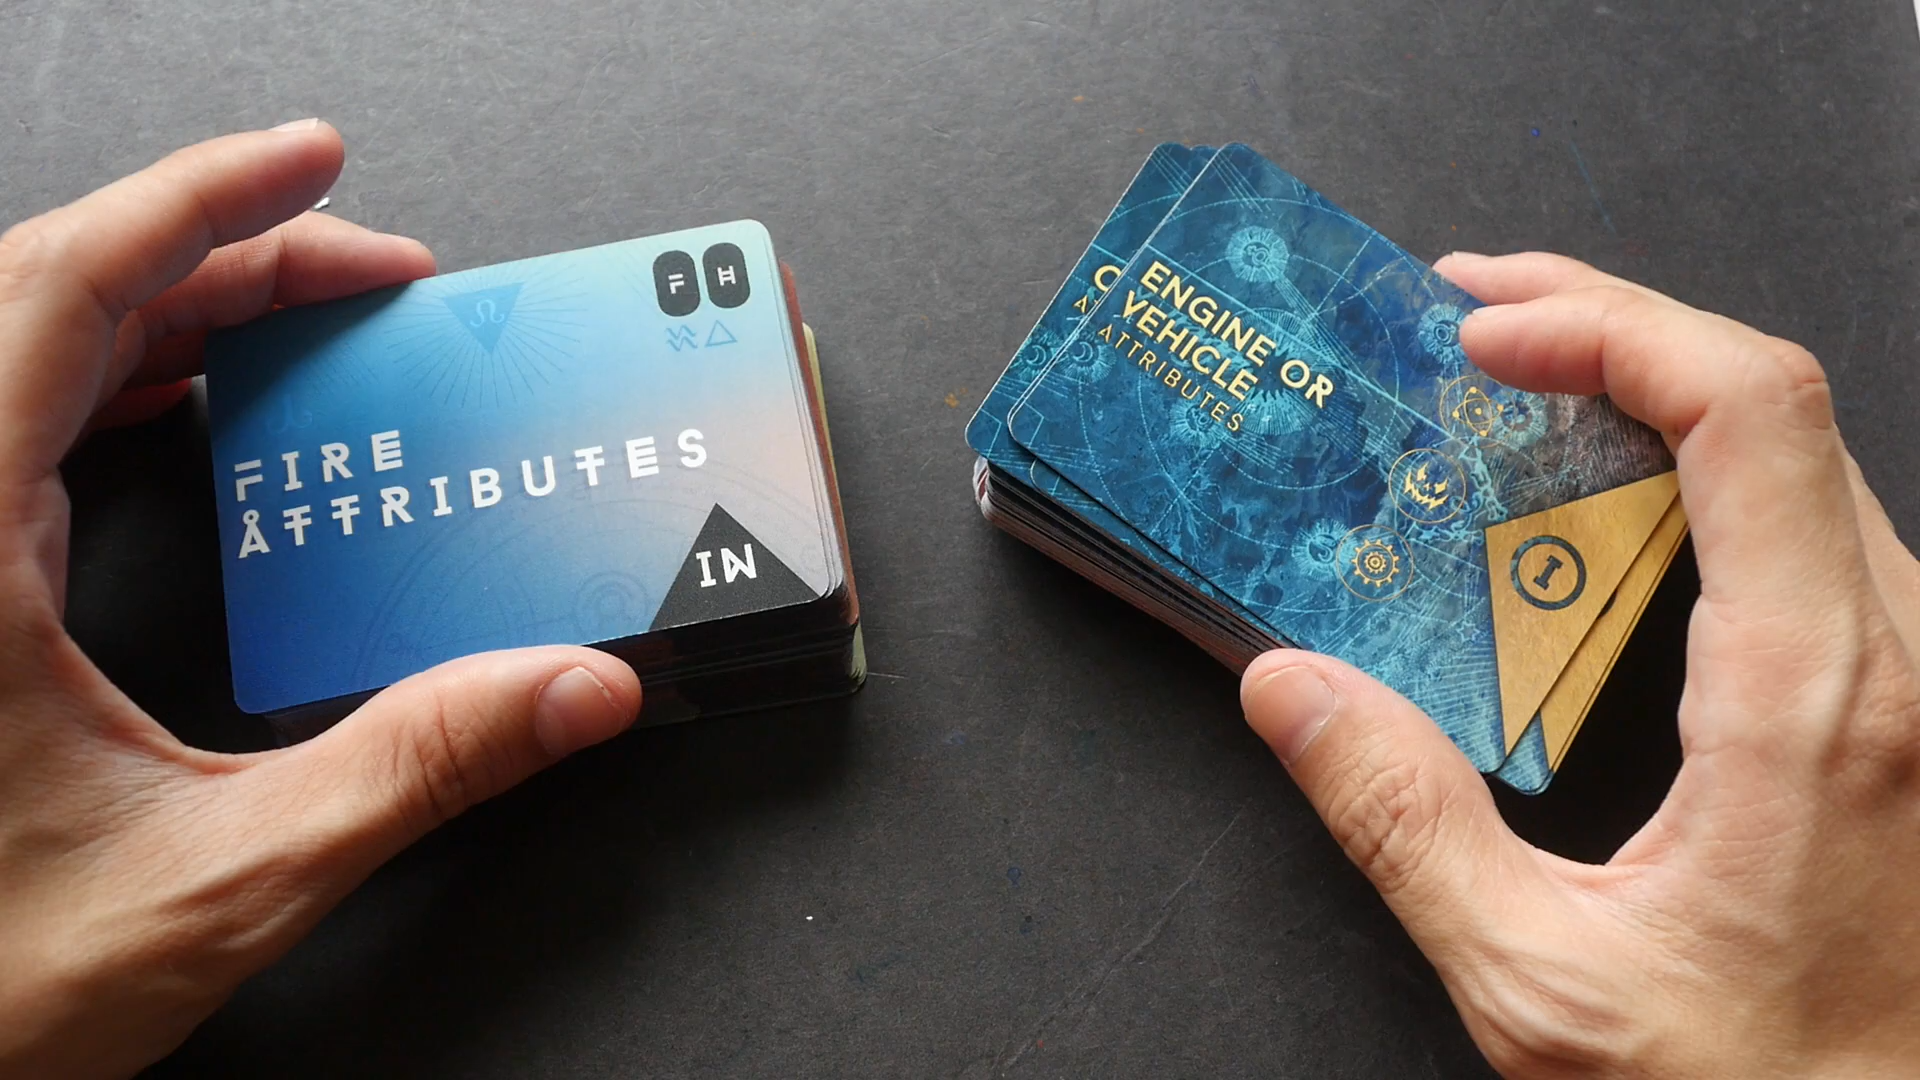 F H
FIRE
ATTRIBUTES
IN
ENGINE OR
VEHICLE
ATTRIBUTES
I